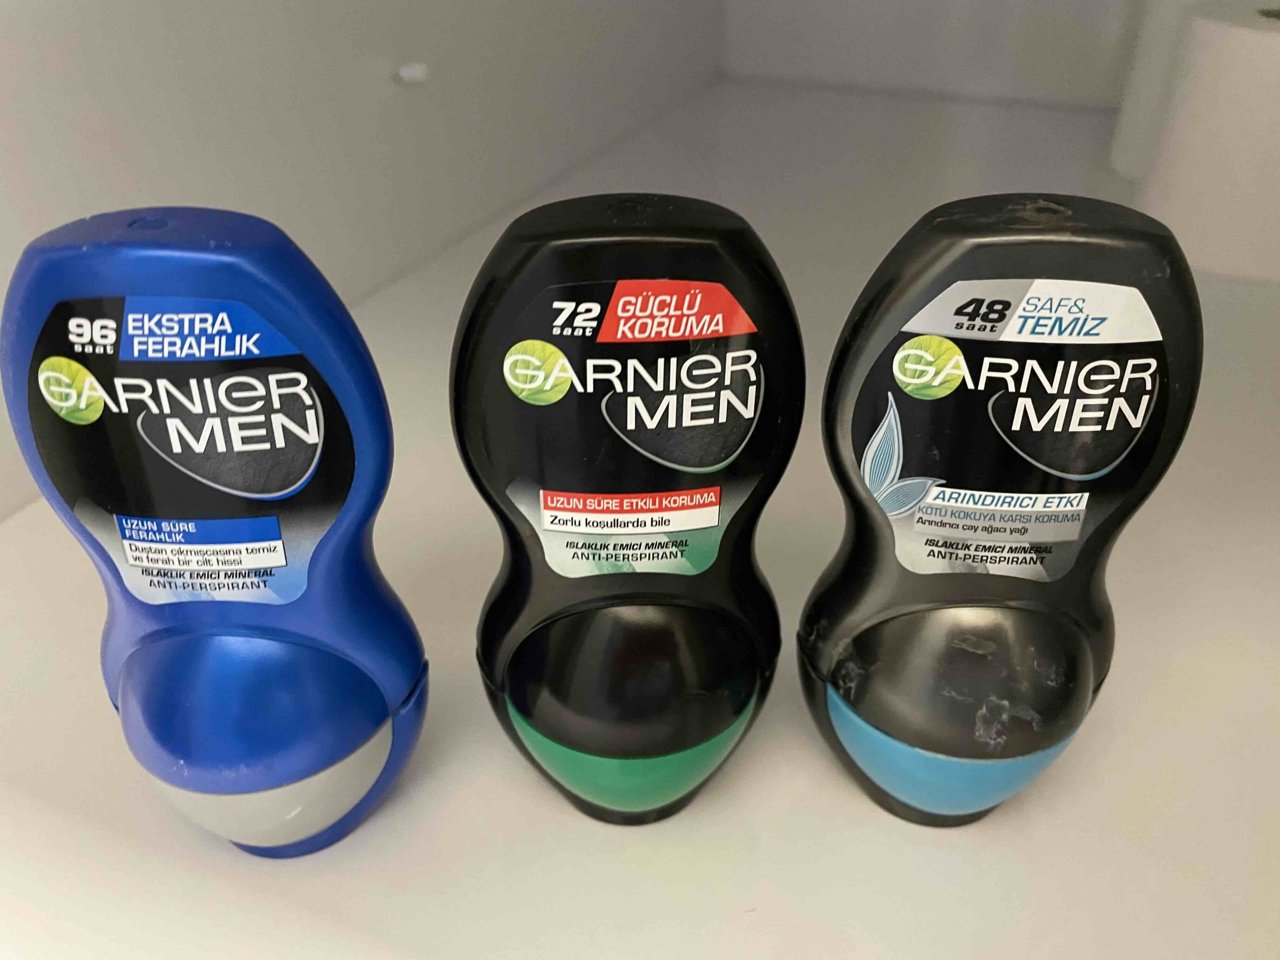 96
saat
EKSTRA
FERAHLIK
GARNIER
MEN
UZUN SÜRE
FERAHLIK
Duştan çıkmışcasına temiz
ve ferah bir cilt hissi
ISLAKLIK EMİCİ MİNERAL
ANTI-PERSPIRANT
72
saat
GÜÇLÜ
KORUMA
GARNIER
MEN
UZUN SÜRE ETKİLİ KORUMA
Zorlu koşullarda bile
ISLAKLIK EMİCİ MİNERAL
ANTI-PERSPIRANT
48
saat
SAF&
TEMİZ
GARNIER
MEN
ARINDIRICI ETKİ
KÖTÜ KOKUYA KARŞI KORUMA
Arındırıcı çay ağacı yağı
ISLAKLIK EMİCİ MİNERAL
ANTI-PERSPIRANT